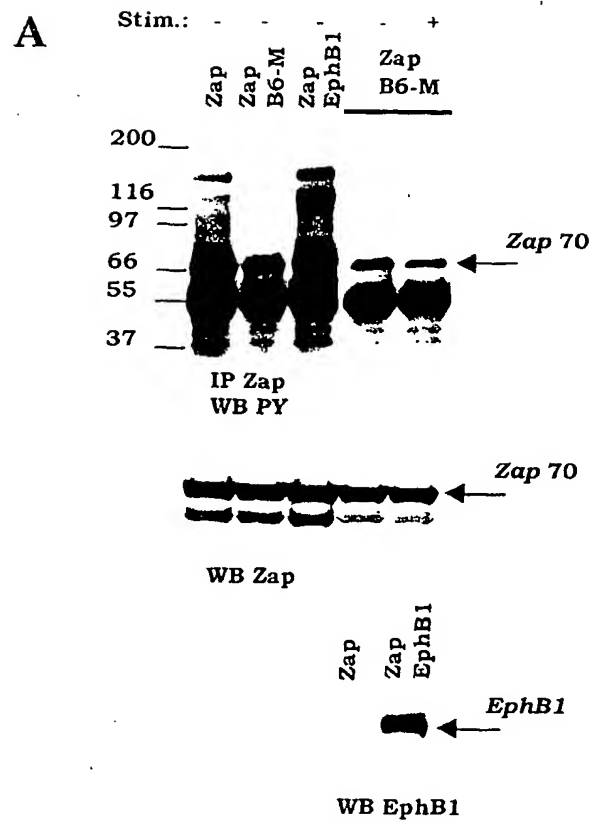 A
Stim.: - - - - +
Zap
Zap
B6-M
Zap
EphB1
Zap
B6-M
200
116
97
66
55
37
Zap 70
IP Zap
WB PY
Zap 70
WB Zap
Zap
Zap
EphB1
EphB1
WB EphB1